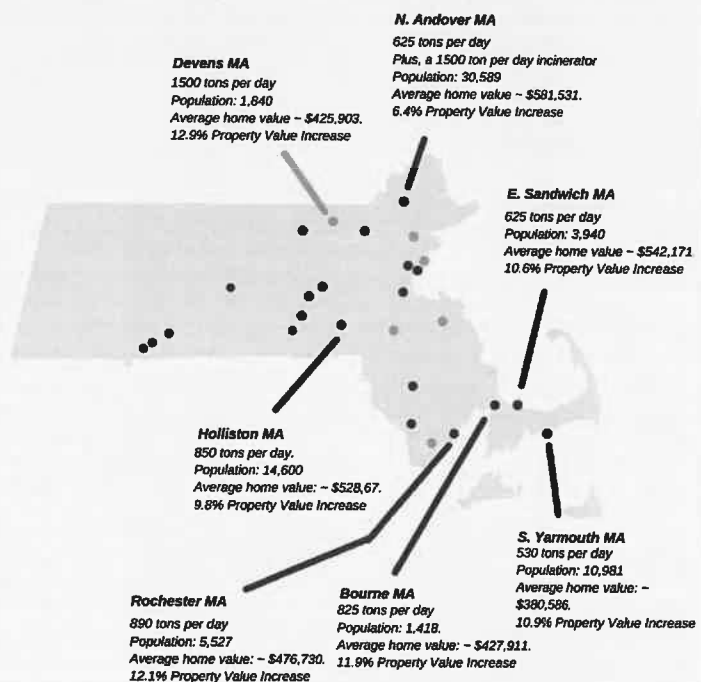 N. Andover MA
625 tons per day
Plus, a 1500 ton per day incinerator
Population: 30,589
Average home value ~ $581,531.
6.4% Property Value Increase
Devens MA
1500 tons per day
Population: 1,840
Average home value ~ $425,903.
12.9% Property Value Increase
E. Sandwich MA
625 tons per day
Population: 3,940
Average home value ~ $542,171
10.6% Property Value Increase
Holliston MA
850 tons per day.
Population: 14,600
Average home value: ~ $528,67.
9.8% Property Value Increase
S. Yarmouth MA
530 tons per day
Population: 10,981
Average home value: ~
$380,586.
10.9% Property Value Increase
Rochester MA
890 tons per day
Population: 5,527
Average home value: ~ $476,730.
12.1% Property Value Increase
Bourne MA
825 tons per day
Population: 1,418.
Average home value: ~ $427,911.
11.9% Property Value Increase